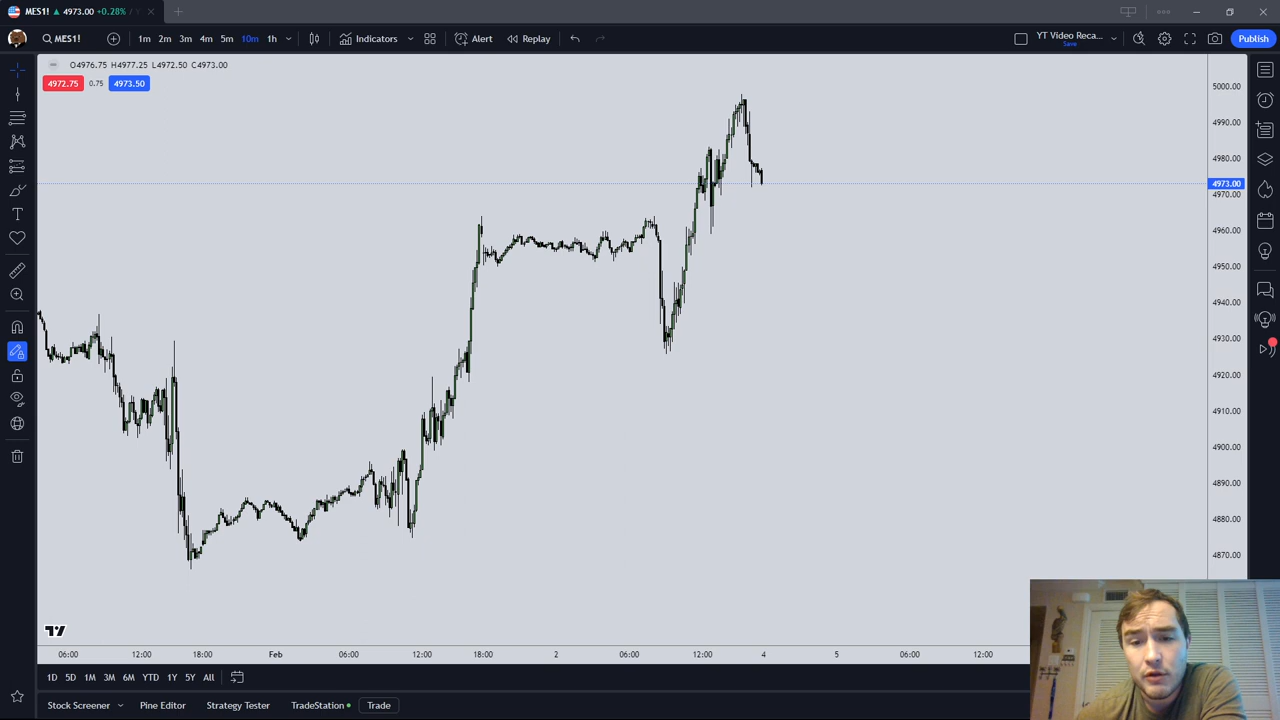 MES1! ▲ 4973.00 +0.28% /
MES1! 1m 2m 3m 4m 5m 10m 1h Indicators Alert Replay YT Video Reca... Save Publish
O4976.75 H4977.25 L4972.50 C4973.00
4972.75 0.75 4973.50
5000.00
4990.00
4980.00
4973.00
4970.00
4960.00
4950.00
4940.00
4930.00
4920.00
4910.00
4900.00
4890.00
4880.00
4870.00
06:00 12:00 18:00 Feb 06:00 12:00 18:00 2 06:00 12:00 4 5 06:00 12:00
1D 5D 1M 3M 6M YTD 1Y 5Y All
Stock Screener Pine Editor Strategy Tester TradeStation Trade